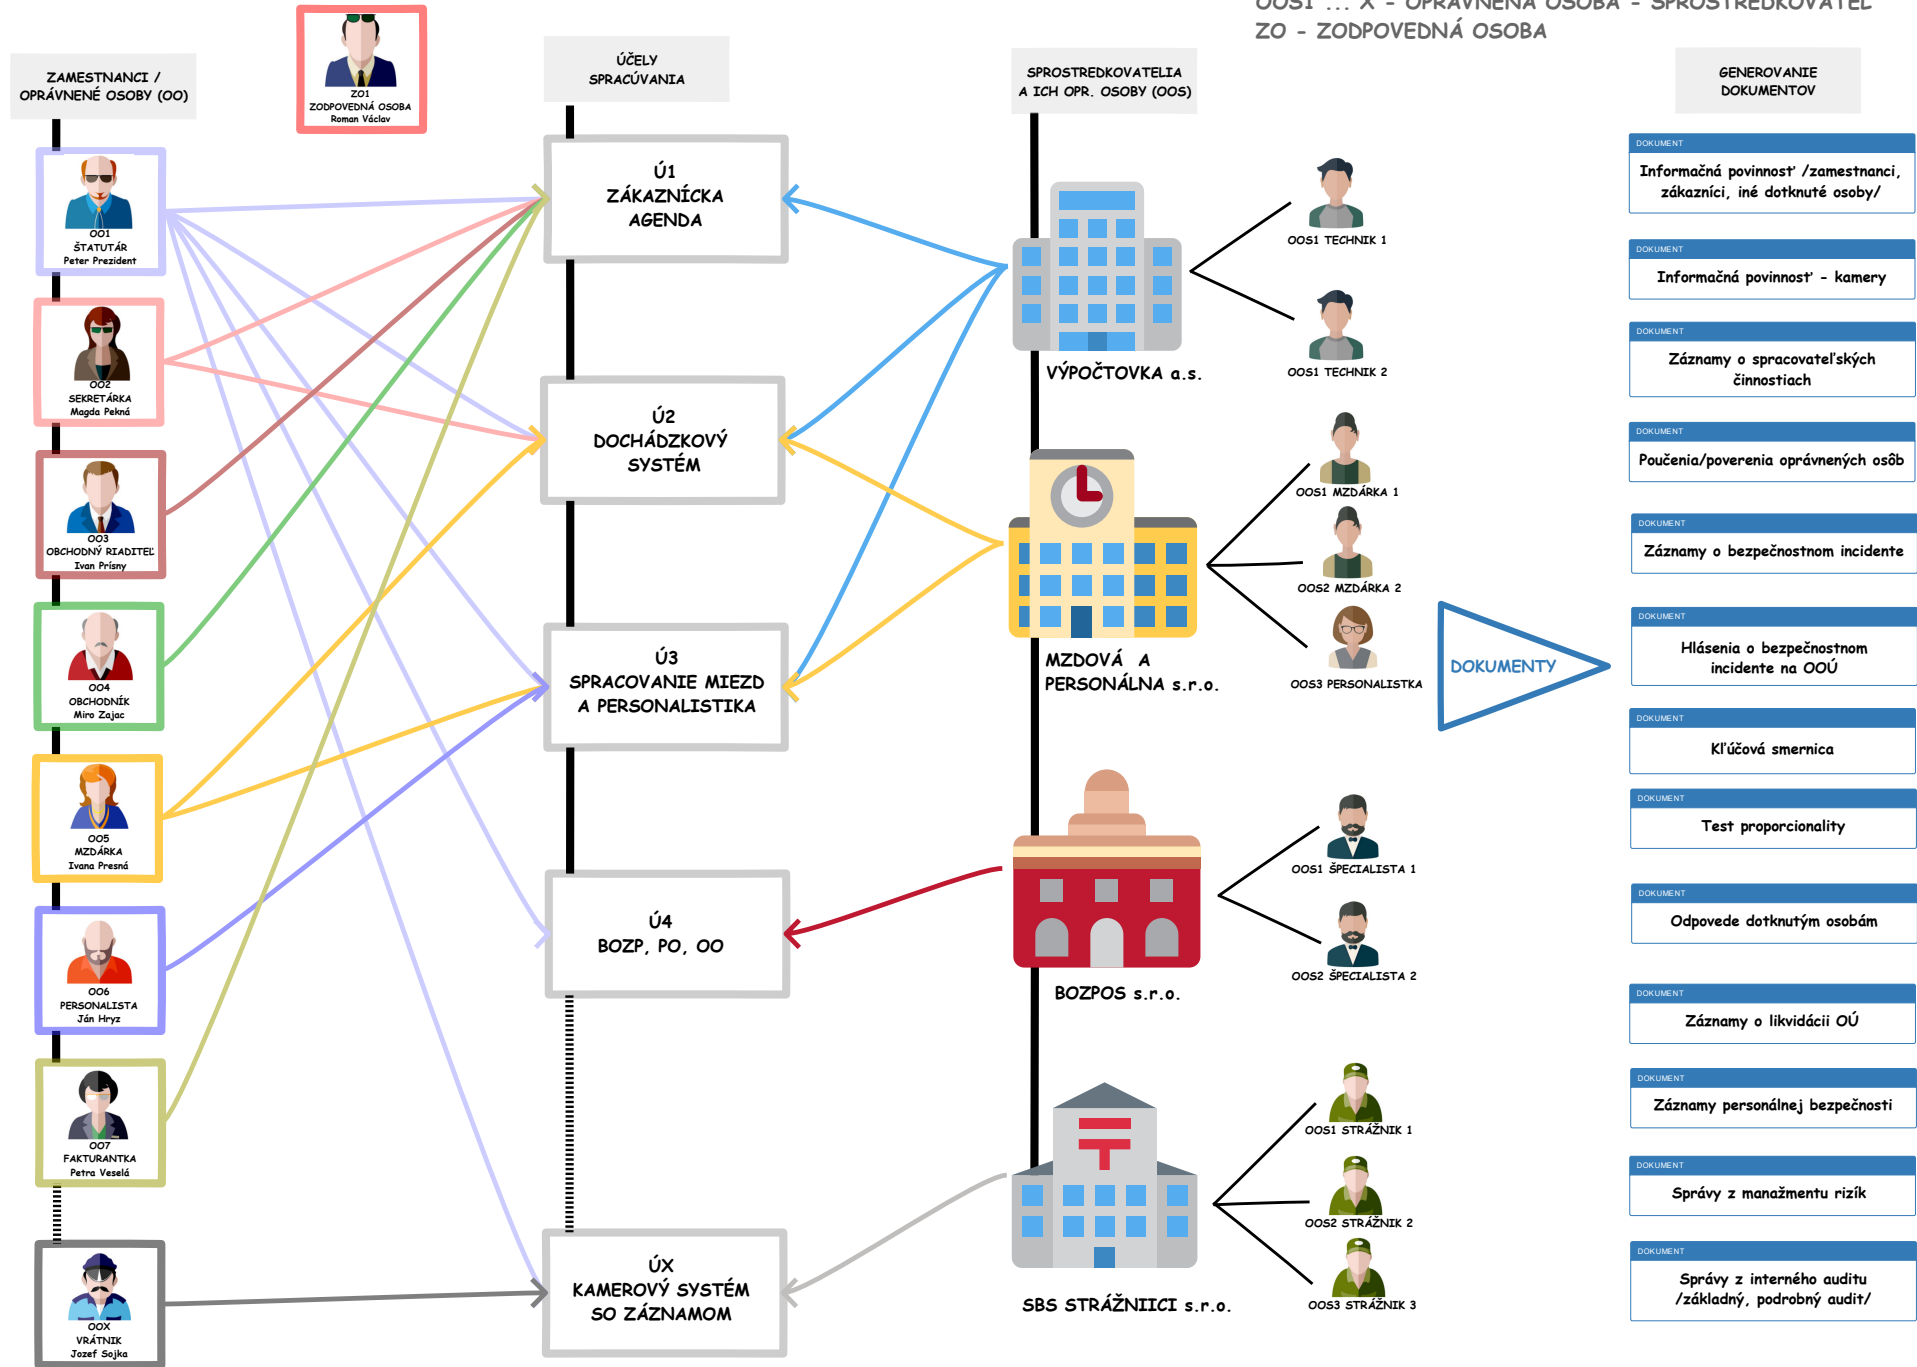 OOS1 ... X - OPRÁVNENÁ OSOBA - SPROSTREDKOVATEĽ
ZO - ZODPOVEDNÁ OSOBA
ZAMESTNANCI /
OPRÁVNENÉ OSOBY (OO)
ZO1
ZODPOVEDNÁ OSOBA
Roman Václav
ÚČELY
SPRACÚVANIA
SPROSTREDKOVATELIA
A ICH OPR. OSOBY (OOS)
GENEROVANIE
DOKUMENTOV
OO1
ŠTATUTÁR
Peter Prezident
OO2
SEKRETÁRKA
Magda Pekná
OO3
OBCHODNÝ RIADITEĽ
Ivan Prísny
OO4
OBCHODNÍK
Miro Zajac
OO5
MZDÁRKA
Ivana Presná
OO6
PERSONALISTA
Ján Hryz
OO7
FAKTURANTKA
Petra Veselá
OOX
VRÁTNIK
Jozef Sojka
Ú1
ZÁKAZNÍCKA
AGENDA
Ú2
DOCHÁDZKOVÝ
SYSTÉM
Ú3
SPRACOVANIE MIEZD
A PERSONALISTIKA
Ú4
BOZP, PO, OO
ÚX
KAMEROVÝ SYSTÉM
SO ZÁZNAMOM
VÝPOČTOVKA a.s.
OOS1 TECHNIK 1
OOS1 TECHNIK 2
MZDOVÁ A
PERSONÁLNA s.r.o.
OOS1 MZDÁRKA 1
OOS2 MZDÁRKA 2
OOS3 PERSONALISTKA
BOZPOS s.r.o.
OOS1 ŠPECIALISTA 1
OOS2 ŠPECIALISTA 2
SBS STRÁŽNIICI s.r.o.
OOS1 STRÁŽNIK 1
OOS2 STRÁŽNIK 2
OOS3 STRÁŽNIK 3
DOKUMENTY
DOKUMENT
Informačná povinnosť /zamestnanci,
zákazníci, iné dotknuté osoby/
DOKUMENT
Informačná povinnosť - kamery
DOKUMENT
Záznamy o spracovateľských
činnostiach
DOKUMENT
Poučenia/poverenia oprávnených osôb
DOKUMENT
Záznamy o bezpečnostnom incidente
DOKUMENT
Hlásenia o bezpečnostnom
incidente na OOÚ
DOKUMENT
Kľúčová smernica
DOKUMENT
Test proporcionality
DOKUMENT
Odpovede dotknutým osobám
DOKUMENT
Záznamy o likvidácii OÚ
DOKUMENT
Záznamy personálnej bezpečnosti
DOKUMENT
Správy z manažmentu rizík
DOKUMENT
Správy z interného auditu
/základný, podrobný audit/